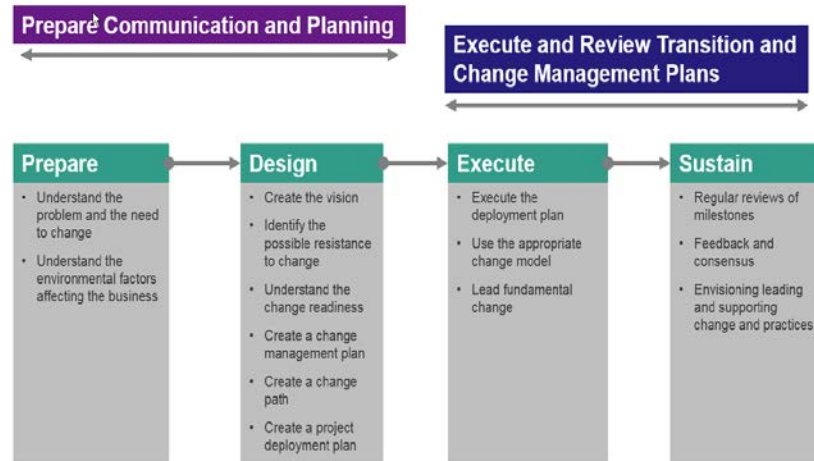 Prepare Communication and Planning
Execute and Review Transition and
Change Management Plans
Prepare
• Understand the
problem and the need
to change
• Understand the
environmental factors
affecting the business
Design
• Create the vision
• Identify the
possible resistance
to change
• Understand the
change readiness
• Create a change
management plan
• Create a change
path
• Create a project
deployment plan
Execute
• Execute the
deployment plan
• Use the appropriate
change model
• Lead fundamental
change
Sustain
• Regular reviews of
milestones
• Feedback and
consensus
• Envisioning leading
and supporting
change and practices